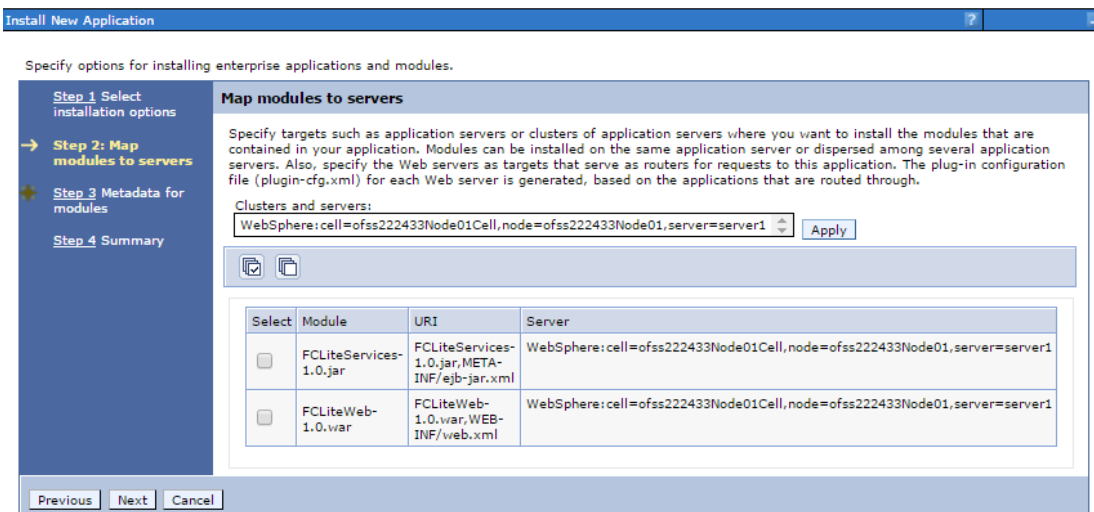 Install New Application
?
Specify options for installing enterprise applications and modules.
Step 1 Select
installation options
Step 2: Map
modules to servers
Step 3 Metadata for
modules
Step 4 Summary
Map modules to servers
Specify targets such as application servers or clusters of application servers where you want to install the modules that are
contained in your application. Modules can be installed on the same application server or dispersed among several application
servers. Also, specify the Web servers as targets that serve as routers for requests to this application. The plug-in configuration
file (plugin-cfg.xml) for each Web server is generated, based on the applications that are routed through.
Clusters and servers:
WebSphere:cell=ofss222433Node01Cell,node=ofss222433Node01,server=server1
Apply
Select Module URI Server
FCLiteServices-
1.0.jar
FCLiteServices-
1.0.jar,META-
INF/ejb-jar.xml
WebSphere:cell=ofss222433Node01Cell,node=ofss222433Node01,server=server1
FCLiteWeb-
1.0.war
FCLiteWeb-
1.0.war,WEB-
INF/web.xml
WebSphere:cell=ofss222433Node01Cell,node=ofss222433Node01,server=server1
Previous Next Cancel